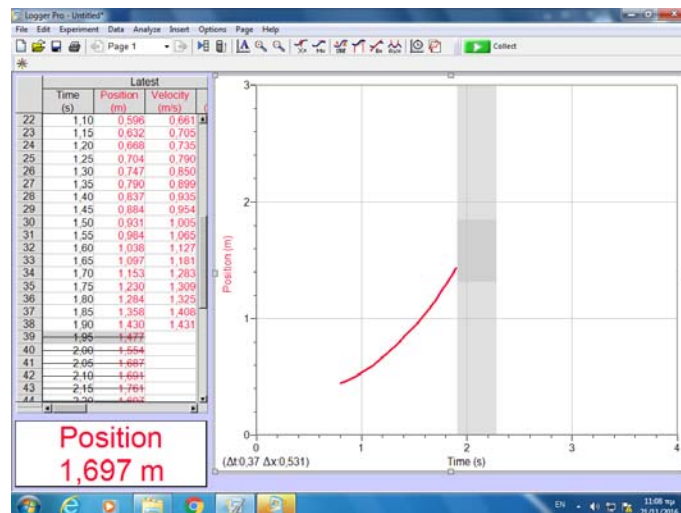 Logger Pro - Untitled*
File Edit Experiment Data Analyze Insert Options Page Help
Page 1
Collect
Latest
Time Position Velocity
(s) (m) (m/s)
22 1,10 0,596 0,661
23 1,15 0,632 0,705
24 1,20 0,668 0,735
25 1,25 0,704 0,790
26 1,30 0,747 0,850
27 1,35 0,790 0,899
28 1,40 0,837 0,935
29 1,45 0,884 0,954
30 1,50 0,931 1,005
31 1,55 0,984 1,065
32 1,60 1,038 1,127
33 1,65 1,097 1,181
34 1,70 1,153 1,283
35 1,75 1,230 1,309
36 1,80 1,284 1,325
37 1,85 1,358 1,408
38 1,90 1,430 1,431
39 1,95 1,477
40 2,00 1,554
41 2,05 1,687
42 2,10 1,691
43 2,15 1,761
44
Position
1,697 m
Position (m)
3
2
1
0
0 1 2 3 4
(Δt:0,37 Δx:0,531) Time (s)
EN 11:08 πμ
21/11/2016